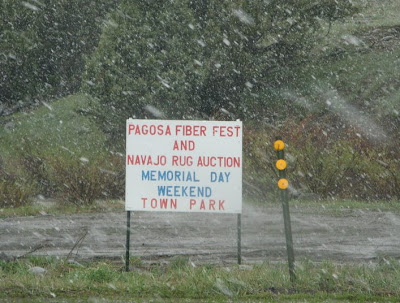 PAGOSA FIBER FEST
AND
NAVAJO RUG AUCTION
MEMORIAL DAY
WEEKEND
TOWN PARK